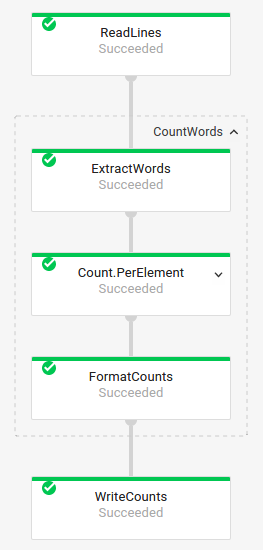 ReadLines
Succeeded
CountWords
ExtractWords
Succeeded
Count.PerElement
Succeeded
FormatCounts
Succeeded
WriteCounts
Succeeded